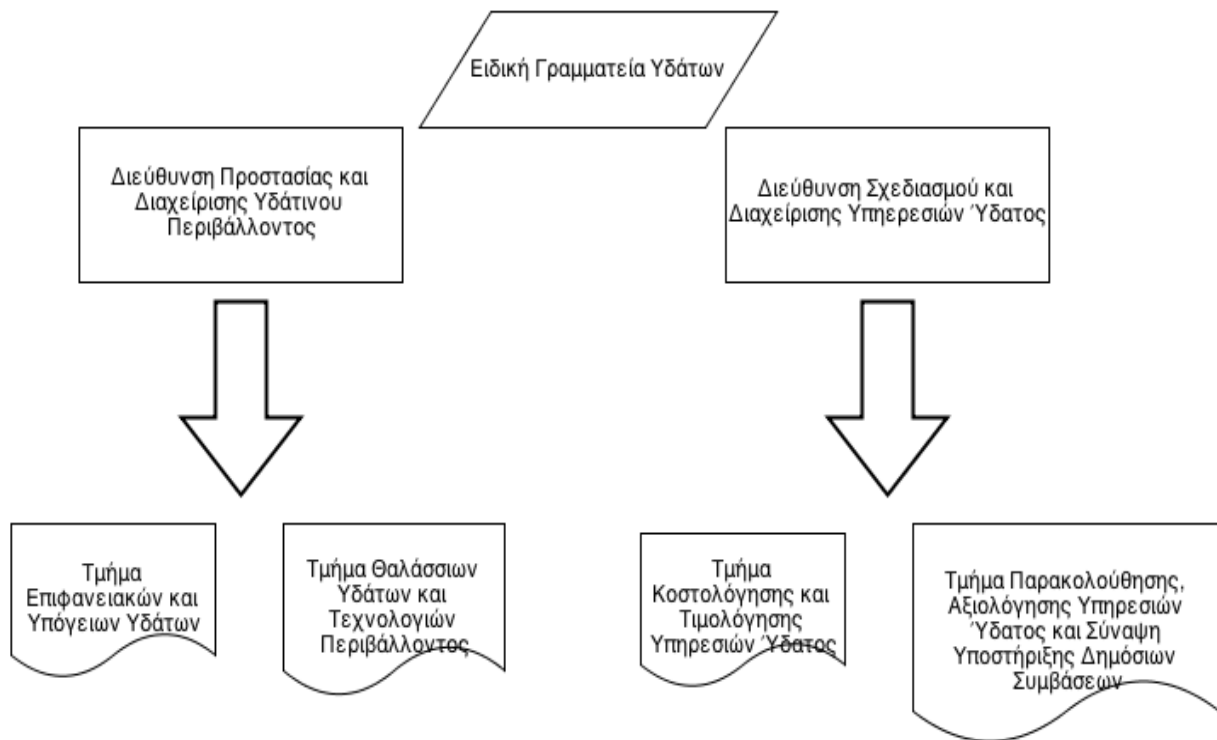 Ειδική Γραμματεία Υδάτων
Διεύθυνση Προστασίας και
Διαχείρισης Υδάτινου
Περιβάλλοντος
Διεύθυνση Σχεδιασμού και
Διαχείρισης Υπηερεσιών Ύδατος
Τμήμα
Επιφανειακών και
Υπόγειων Υδάτων
Τμήμα Θαλάσσιων
Υδάτων και
Τεχνολογιών
Περιβάλλοντος
Τμήμα
Κοστολόγησης και
Τιμολόγησης
Υπηρεσιών Ύδατος
Τμήμα Παρακολούθησης,
Αξιολόγησης Υπηρεσιών
Ύδατος και Σύναψη
Υποστήριξης Δημόσιων
Συμβάσεων